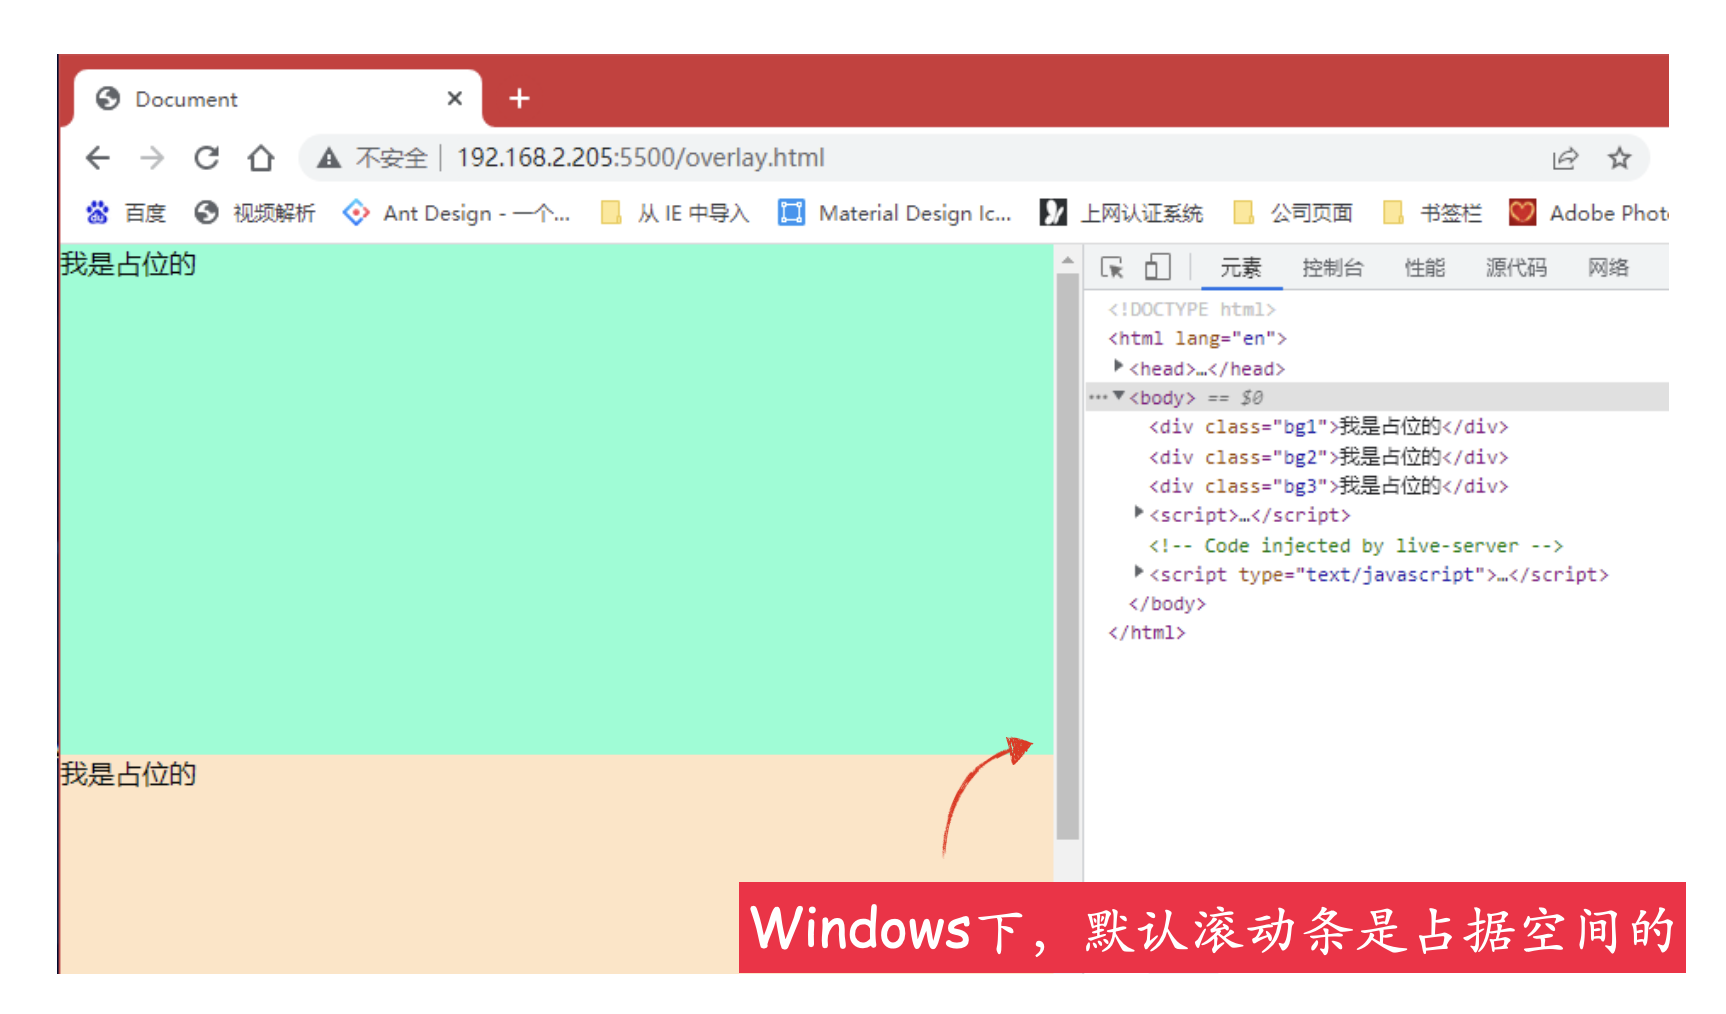 Document
不安全 192.168.2.205:5500/overlay.html
百度 视频解析 Ant Design - 一个... 从 IE 中导入 Material Design Ic... 上网认证系统 公司页面 书签栏 Adobe Phot
我是占位的
元素 控制台 性能 源代码 网络
<!DOCTYPE html>
<html lang="en">
<head>…</head>
<body> == $0
<div class="bg1">我是占位的</div>
<div class="bg2">我是占位的</div>
<div class="bg3">我是占位的</div>
<script>…</script>
<!-- Code injected by live-server -->
<script type="text/javascript">…</script>
</body>
</html>
我是占位的
Windows下，默认滚动条是占据空间的